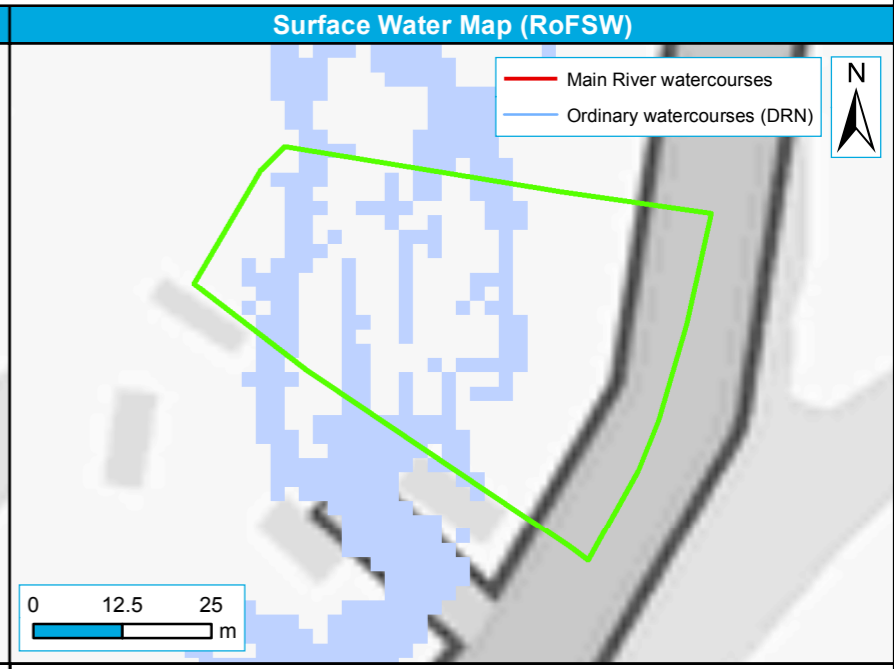 Surface Water Map (RoFSW)
Main River watercourses
Ordinary watercourses (DRN)
N
0 12.5 25
m